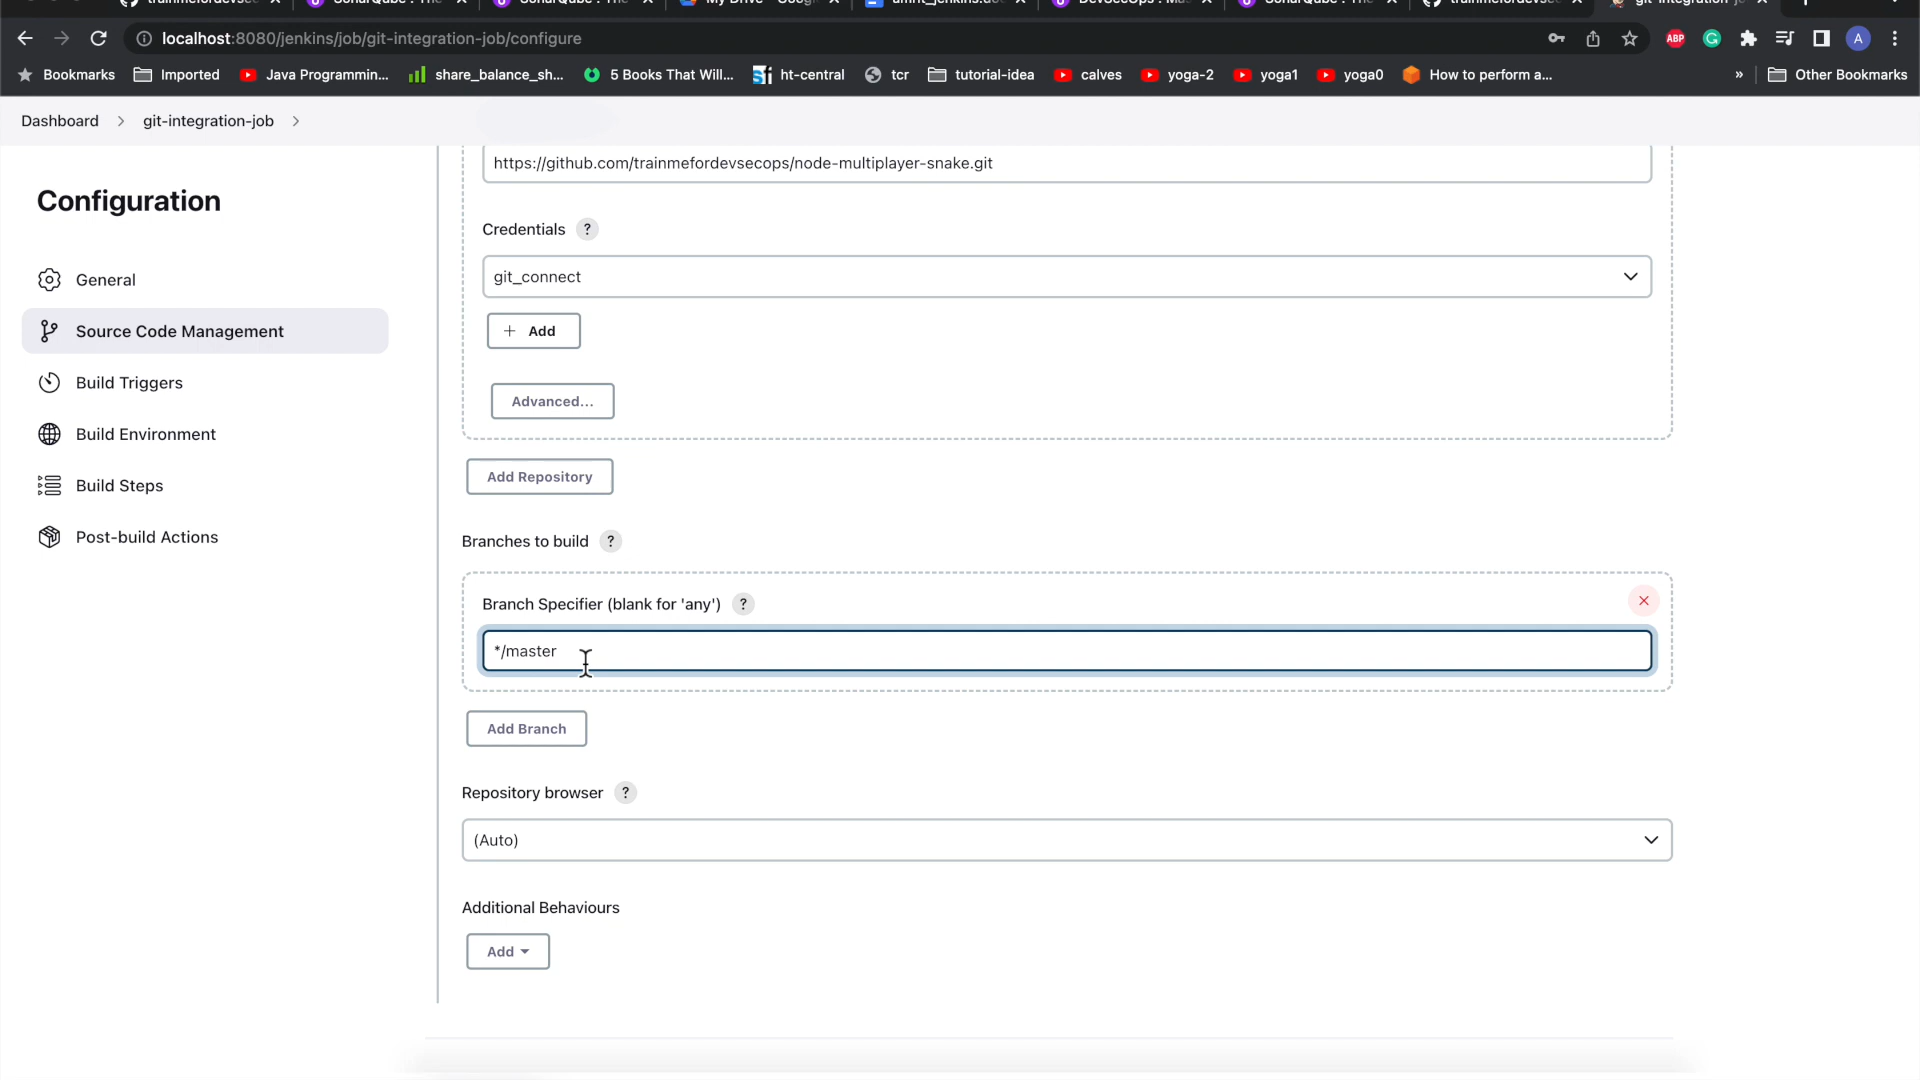 localhost:8080/jenkins/job/git-integration-job/configure
ABP
A
Bookmarks Imported Java Programmin... share_balance_sh... 5 Books That Will... ht-central tcr tutorial-idea calves yoga-2 yoga1 yoga0 How to perform a... » Other Bookmarks
Dashboard git-integration-job
https://github.com/trainmefordevsecops/node-multiplayer-snake.git
Configuration
Credentials ?
General
git_connect
Source Code Management
+ Add
Build Triggers
Advanced...
Build Environment
Add Repository
Build Steps
Post-build Actions
Branches to build ?
Branch Specifier (blank for 'any') ?
*/master
Add Branch
Repository browser ?
(Auto)
Additional Behaviours
Add